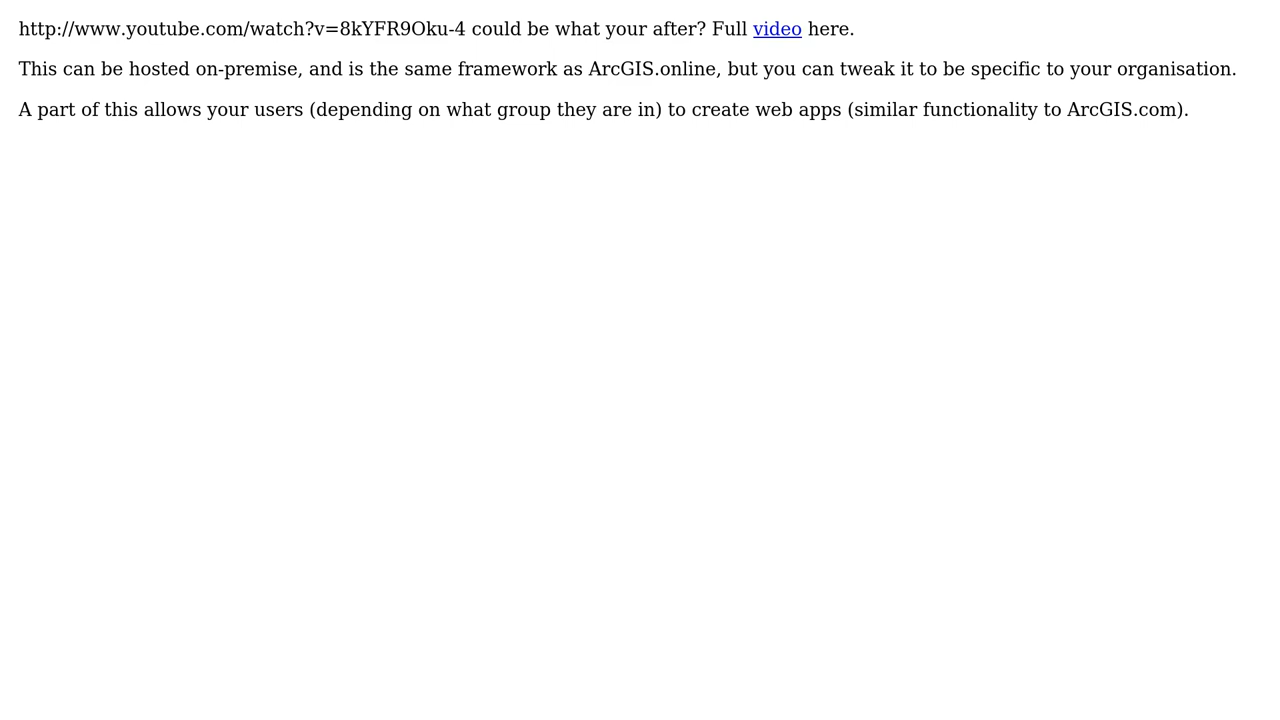 http://www.youtube.com/watch?v=8kYFR9Oku-4 could be what your after? Full video here.
This can be hosted on-premise, and is the same framework as ArcGIS.online, but you can tweak it to be specific to your organisation.
A part of this allows your users (depending on what group they are in) to create web apps (similar functionality to ArcGIS.com).